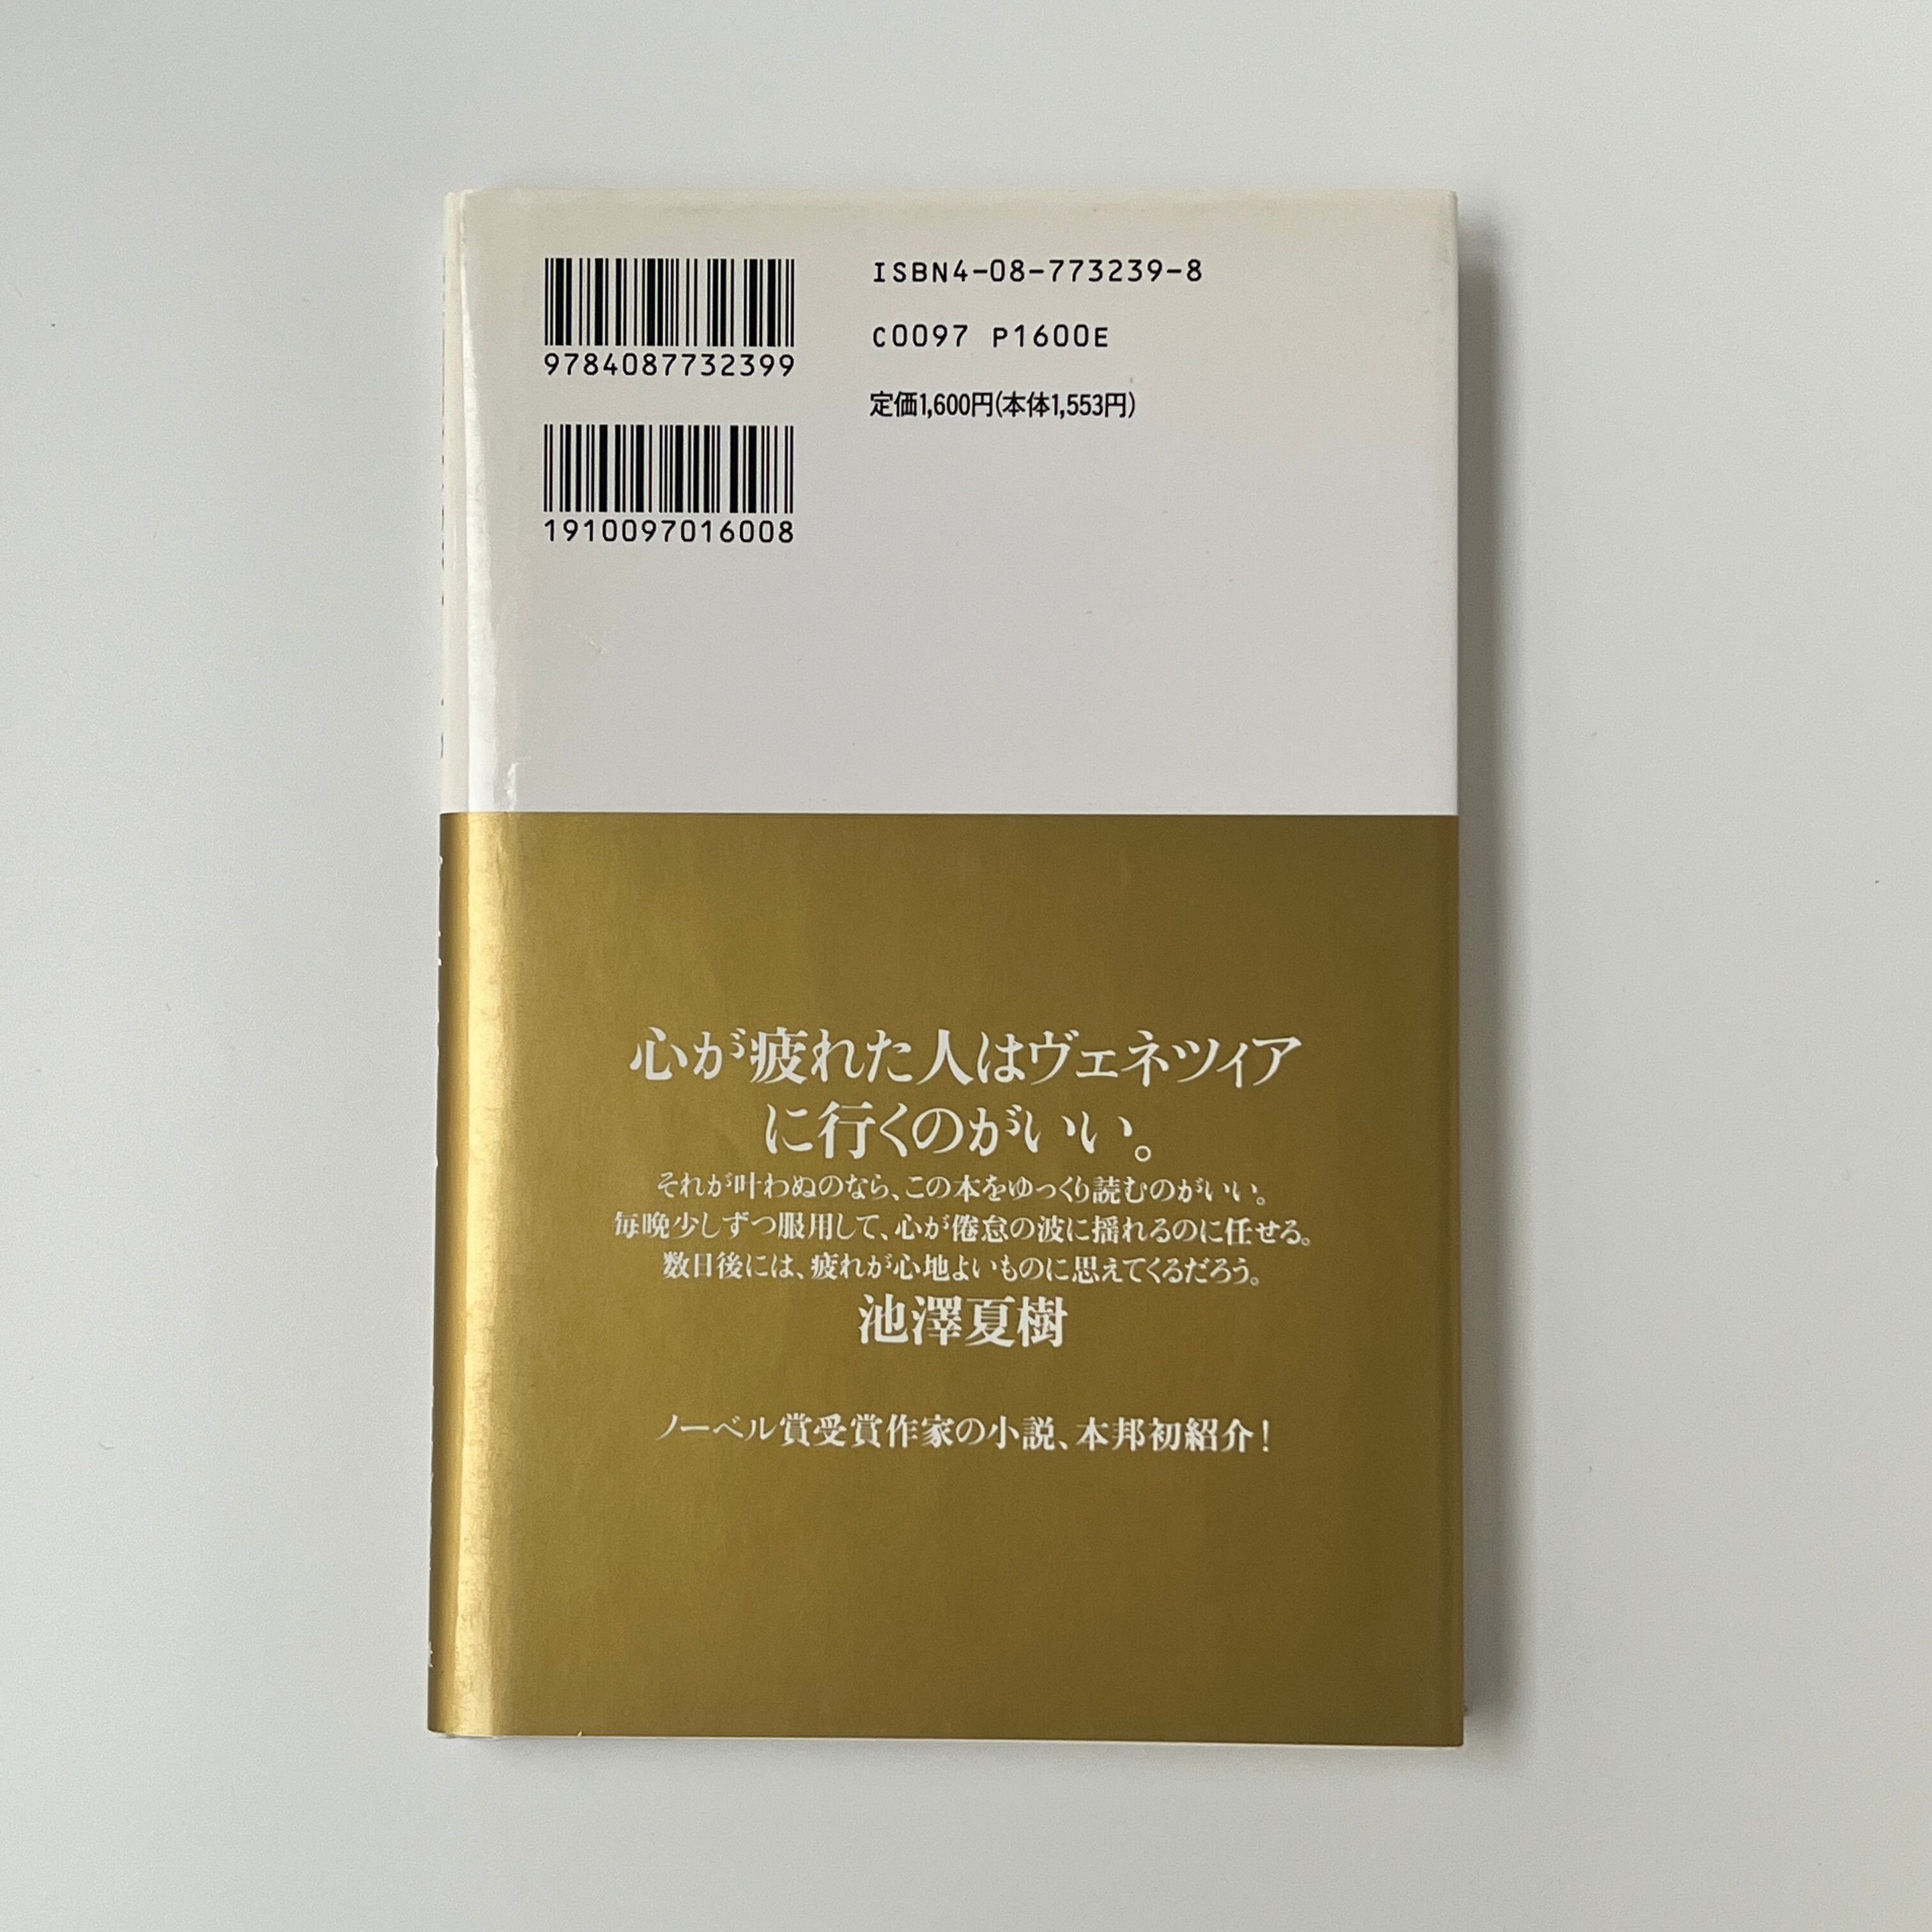 ISBN4-08-773239-8
C0097 P1600E
9784087732399
定価1,600円(本体1,553円)
1910097016008
心が疲れた人はヴェネツィア
に行くのがいい。
それが叶わぬのなら、この本をゆっくり読むのがいい。
毎晩少しずつ服用して、心が倦怠の波に揺れるのに任せる。
数日後には、疲れが心地よいものに思えてくるだろう。
池澤夏樹
ノーベル賞受賞作家の小説、本邦初紹介!